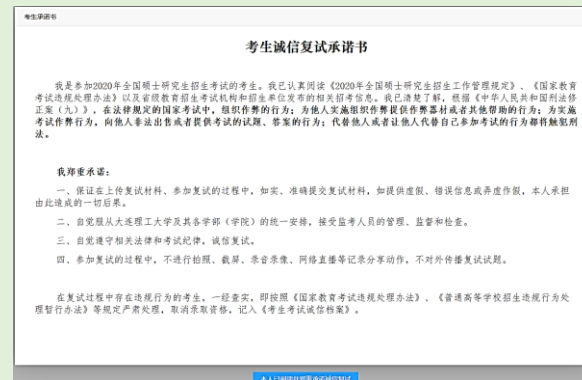 考生承诺书
考生诚信复试承诺书
我是参加2020年全国硕士研究生招生考试的考生。我已认真阅读《2020年全国硕士研究生招生工作管理规定》、《国家教育
考试违规处理办法》以及省级教育招生考试机构和招生单位发布的相关招考信息。我已清楚了解，根据《中华人民共和国刑法修
正案（九）》，在法律规定的国家考试中，组织作弊的行为；为他人实施组织作弊提供作弊器材或者其他帮助的行为；为实施
考试作弊行为，向他人非法出售或者提供考试的试题、答案的行为；代替他人或者让他人代替自己参加考试的行为都将触犯刑
法。
我郑重承诺：
一、保证在上传复试材料、参加复试的过程中，如实、准确提交复试材料，如提供虚假、错误信息或弄虚作假，本人承担
由此造成的一切后果。
二、自觉服从大连理工大学及其各学部（学院）的统一安排，接受监考人员的管理、监督和检查。
三、自觉遵守相关法律和考试纪律，诚信复试。
四、参加复试的过程中，不进行拍照、截屏、录音录像、网络直播等记录分享动作，不对外传播复试试题。
在复试过程中存在违规行为的考生，一经查实，即按照《国家教育考试违规处理办法》、《普通高等学校招生违规行为处
理暂行办法》等规定严肃处理，取消录取资格，记入《考生考试诚信档案》。